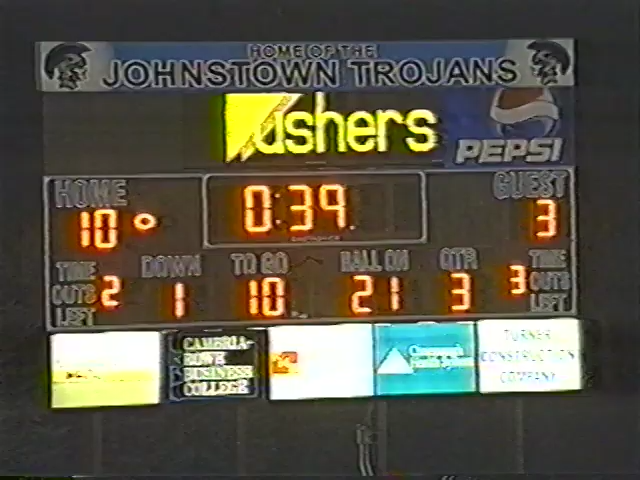 HOME OF THE
JOHNSTOWN TROJANS
ushers
PEPSI
HOME
GUEST
10
0:39
3
TIME OUTS LEFT
2
DOWN
1
TO GO
10
BALL ON
21
QTR
3
3
TIME OUTS LEFT
CAMBRIA-
ROWE
BUSINESS
COLLEGE
TURNER
CONSTRUCTION
COMPANY